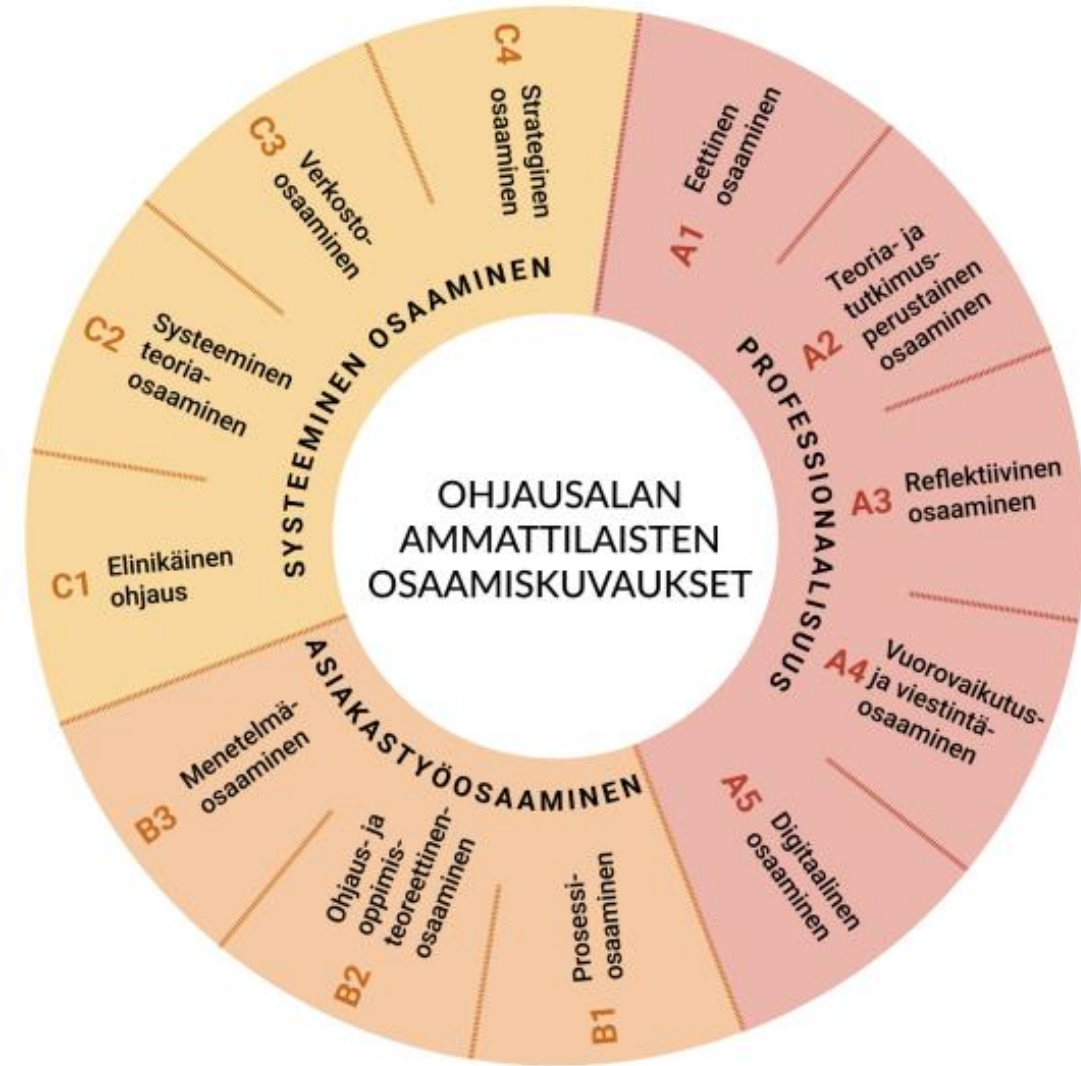 OHJAUSALAN
AMMATTILAISTEN
OSAAMISKUVAUKSET
PROFESSIONAALISUUS
A1
Eettinen
osaaminen
A2
Teoria- ja
tutkimus-
perustainen
osaaminen
A3
Reflektiivinen
osaaminen
A4
Vuorovaikutus-
ja viestintä-
osaaminen
A5
Digitaalinen
osaaminen
ASIAKASTYÖOSAAMINEN
B1
Prosessi-
osaaminen
B2
Ohjaus- ja
oppimis-
teoreettinen-
osaaminen
B3
Menetelmä-
osaaminen
SYSTEEMINEN OSAAMINEN
C1
Elinikäinen
ohjaus
C2
Systeeminen
teoria-
osaaminen
C3
Verkosto-
osaaminen
C4
Strateginen
osaaminen